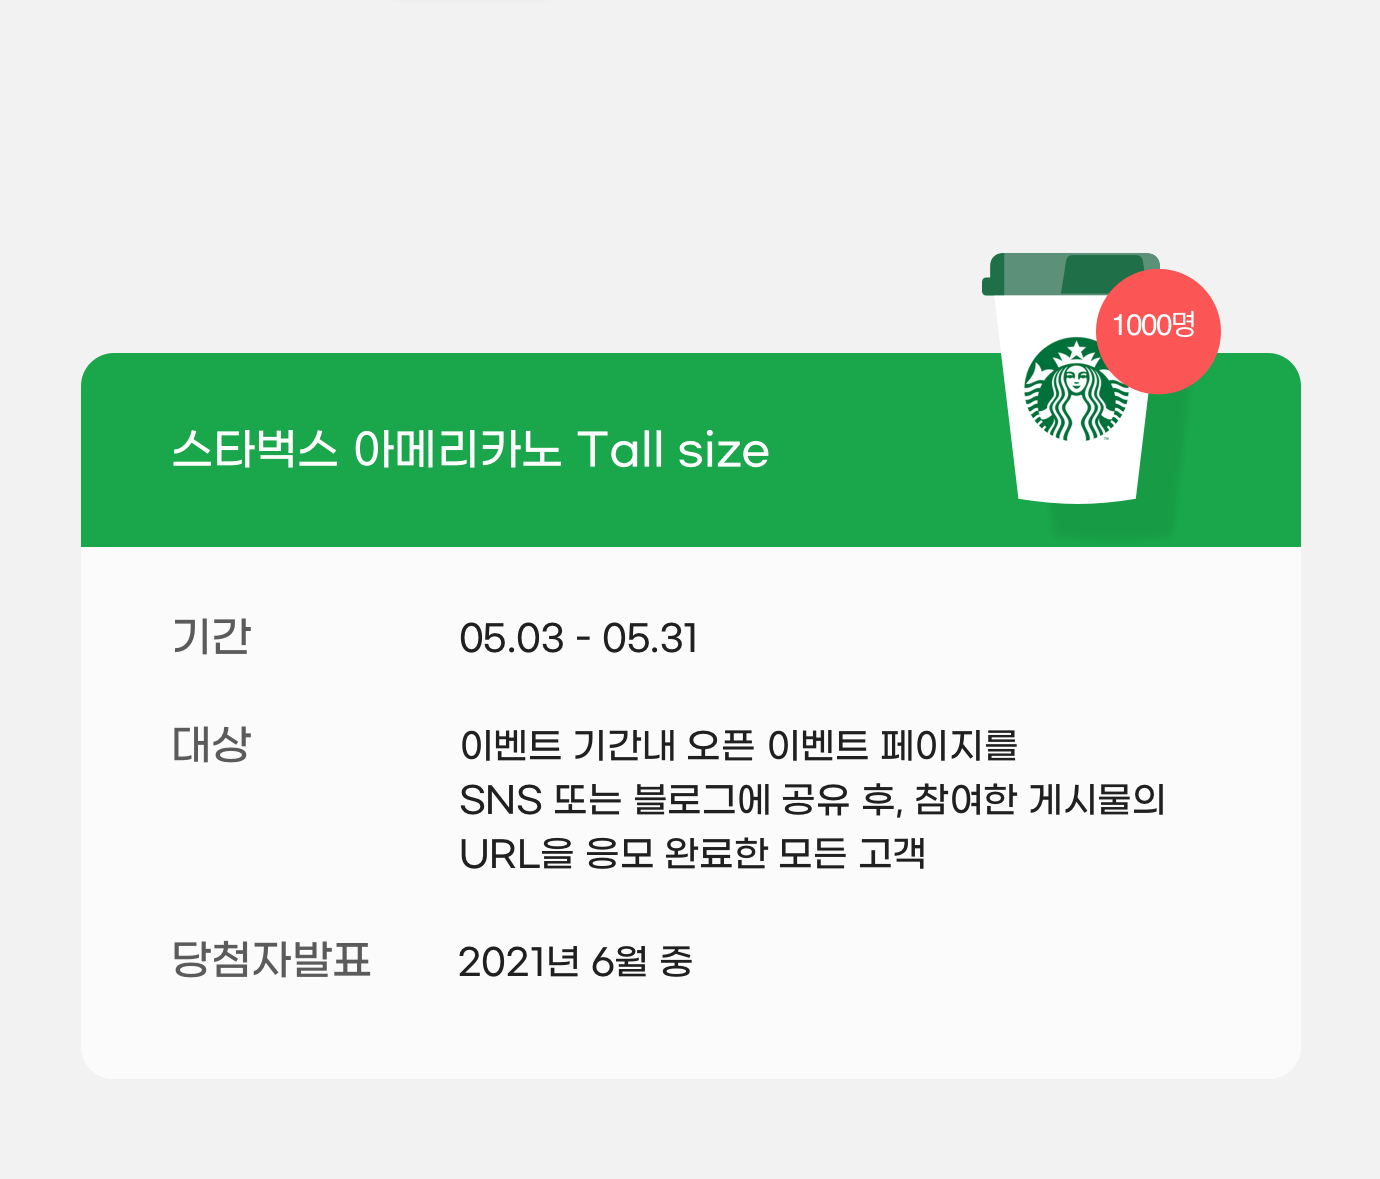 1000명
스타벅스 아메리카노 Tall size
기간
05.03 - 05.31
대상
이벤트 기간내 오픈 이벤트 페이지를
SNS 또는 블로그에 공유 후, 참여한 게시물의
URL을 응모 완료한 모든 고객
당첨자발표
2021년 6월 중